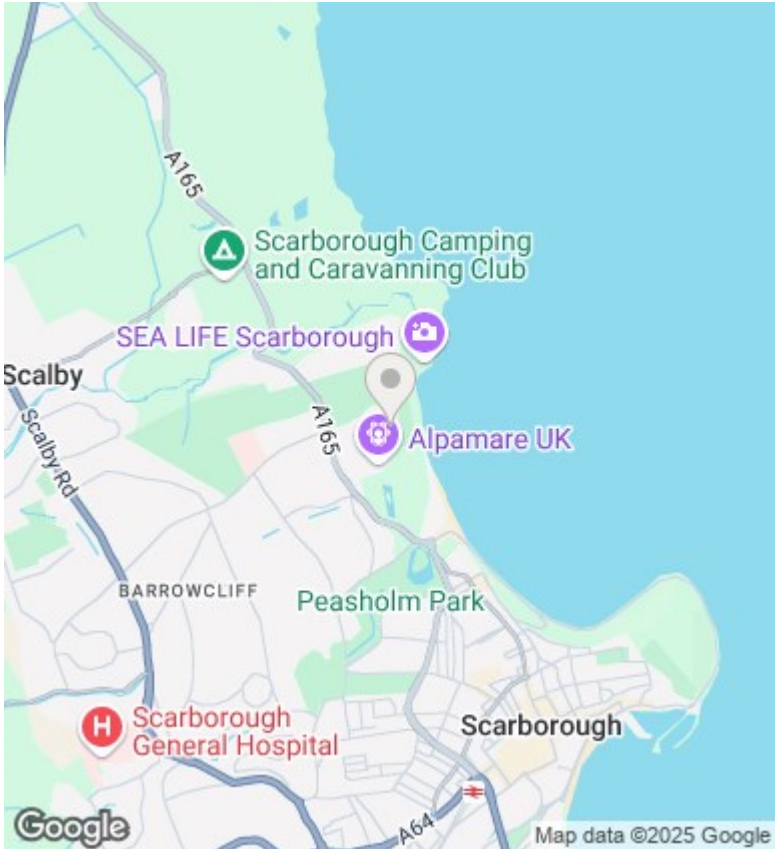 A165
Scarborough Camping
and Caravanning Club
SEA LIFE Scarborough
Scalby
A165
Alpamare UK
Scalby Rd
BARROWCLIFF
Peasholm Park
H
Scarborough
General Hospital
Scarborough
A64
Google
Map data ©2025 Google